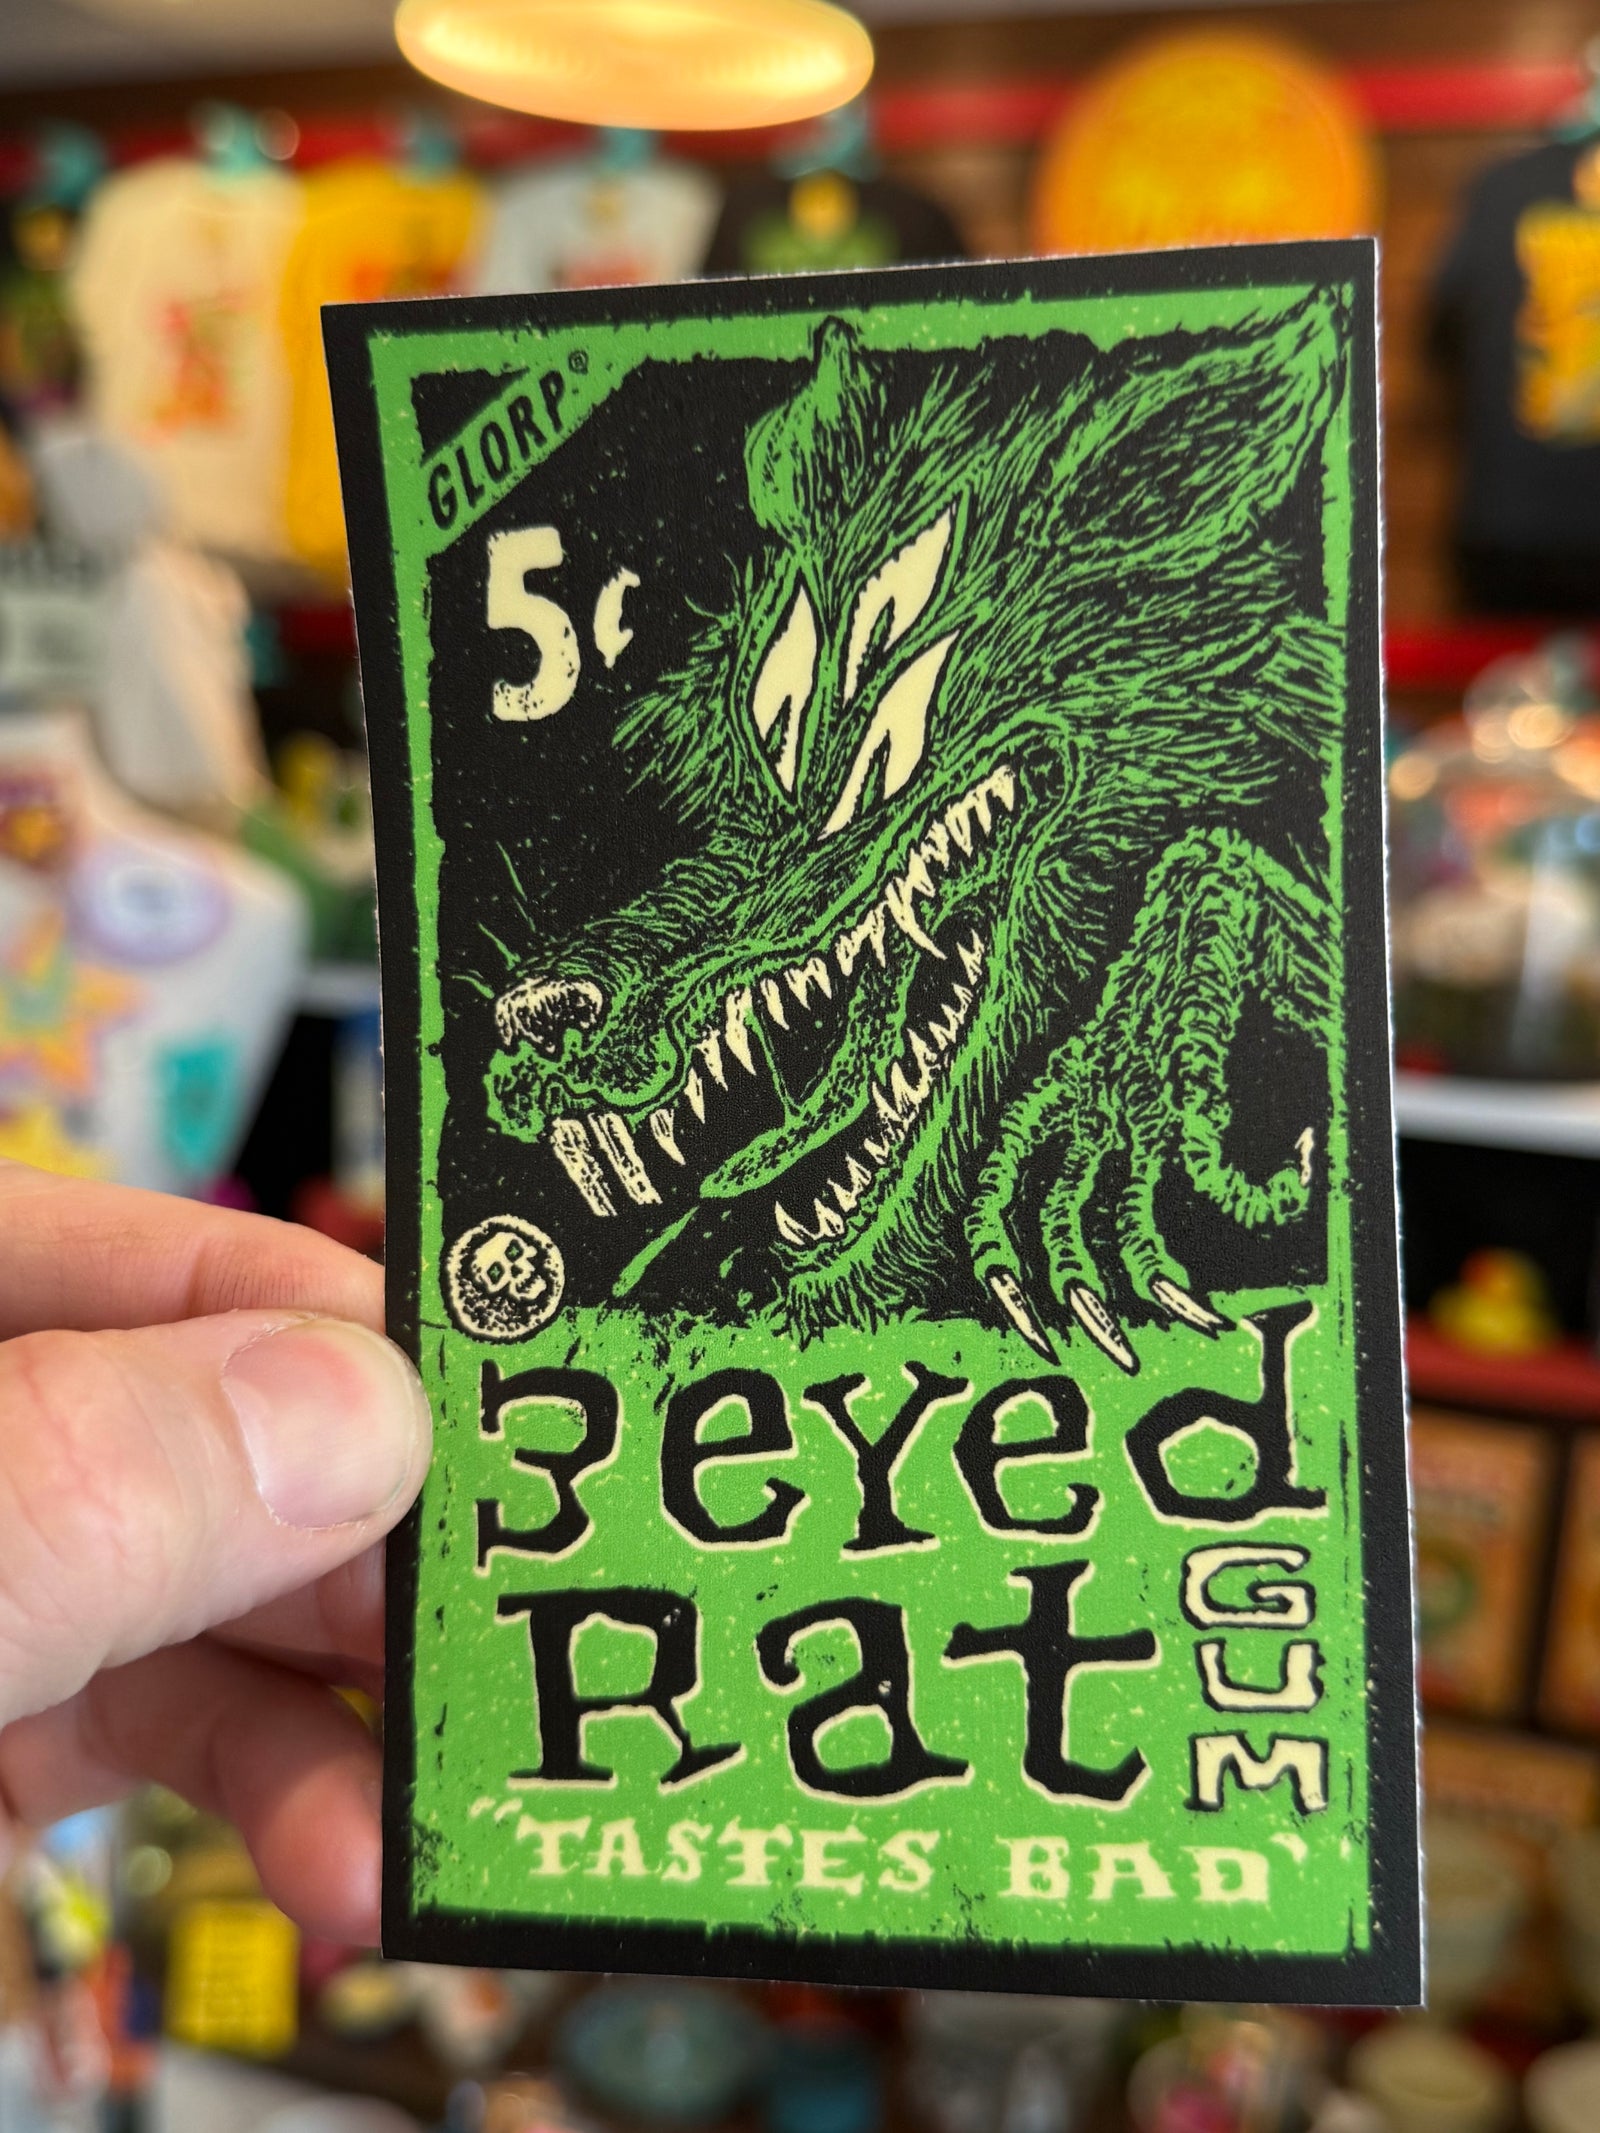 GLORP®
5¢
3eyed
Rat
GUM
"TASTES BAD"